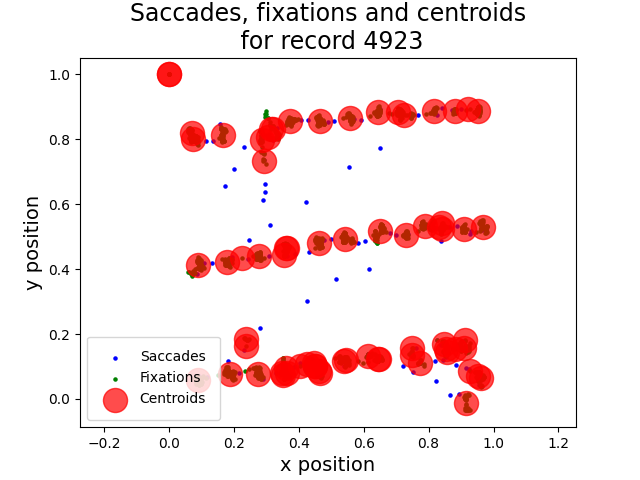 Saccades, fixations and centroids
for record 4923
1.0
0.8
0.6
0.4
0.2
0.0
y position
Saccades
Fixations
Centroids
−0.2
0.0
0.2
0.4
0.6
0.8
1.0
1.2
x position